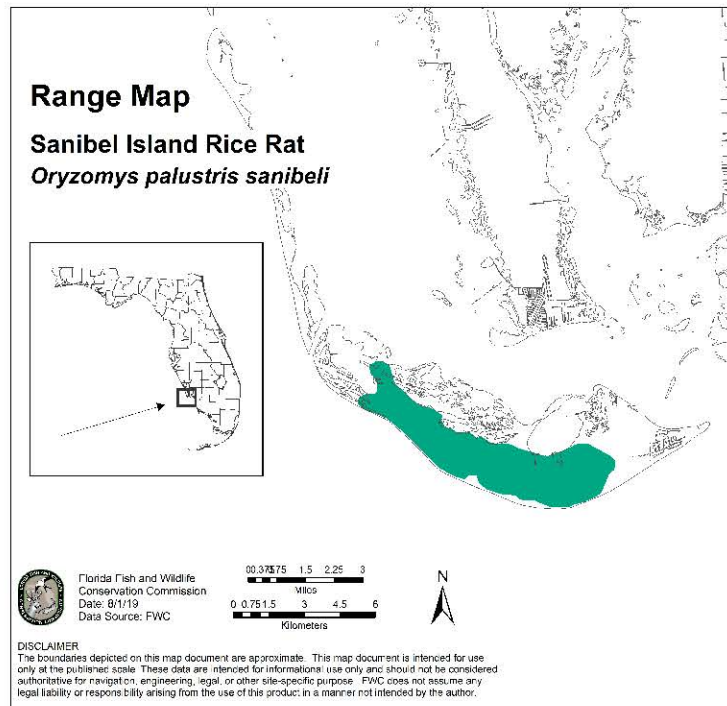 Range Map
Sanibel Island Rice Rat
Oryzomys palustris sanibeli
Florida Fish and Wildlife
Conservation Commission
Date: 8/1/19
Data Source: FWC
0 0.375 0.75 1.5 2.25 3
Miles
0 0.75 1.5 3 4.5 6
Kilometers
N
DISCLAIMER
The boundaries depicted on this map document are approximate. This map document is intended for use
only at the published scale. These data are intended for informational use only and should not be considered
authoritative for navigation, engineering, legal, or other site-specific purpose. FWC does not assume any
legal liability or responsibility arising from the use of this product in a manner not intended by the author.